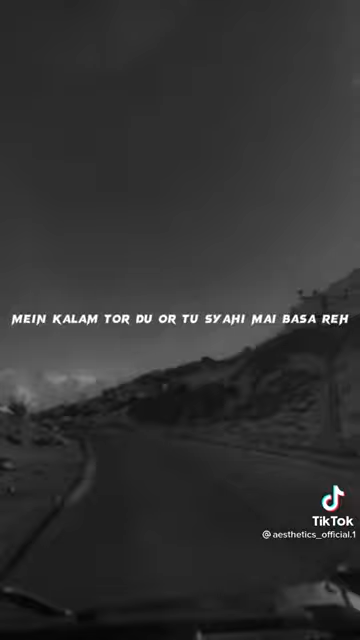 MEIN KALAM TOR DU OR TU SYAHI MAI BASA REH
TikTok
@aesthetics_official.1